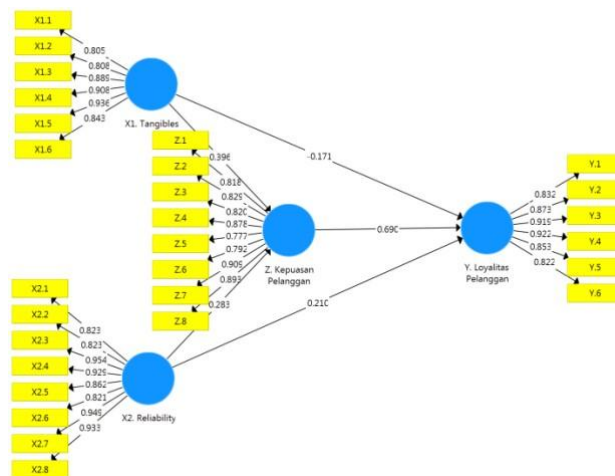 X1.1
X1.2
X1.3
X1.4
X1.5
X1.6
0.805
0.808
0.889
0.908
0.936
0.843
X1. Tangibles
Z.1
Z.2
Z.3
Z.4
Z.5
Z.6
Z.7
Z.8
0.396
0.816
0.829
0.820
0.878
0.777
0.792
0.909
0.893
0.283
Z. Kepuasan
Pelanggan
-0.171
0.690
0.210
Y. Loyalitas
Pelanggan
0.832
0.873
0.919
0.922
0.853
0.822
Y.1
Y.2
Y.3
Y.4
Y.5
Y.6
X2.1
X2.2
X2.3
X2.4
X2.5
X2.6
X2.7
X2.8
0.823
0.823
0.954
0.929
0.862
0.821
0.949
0.933
X2. Reliability